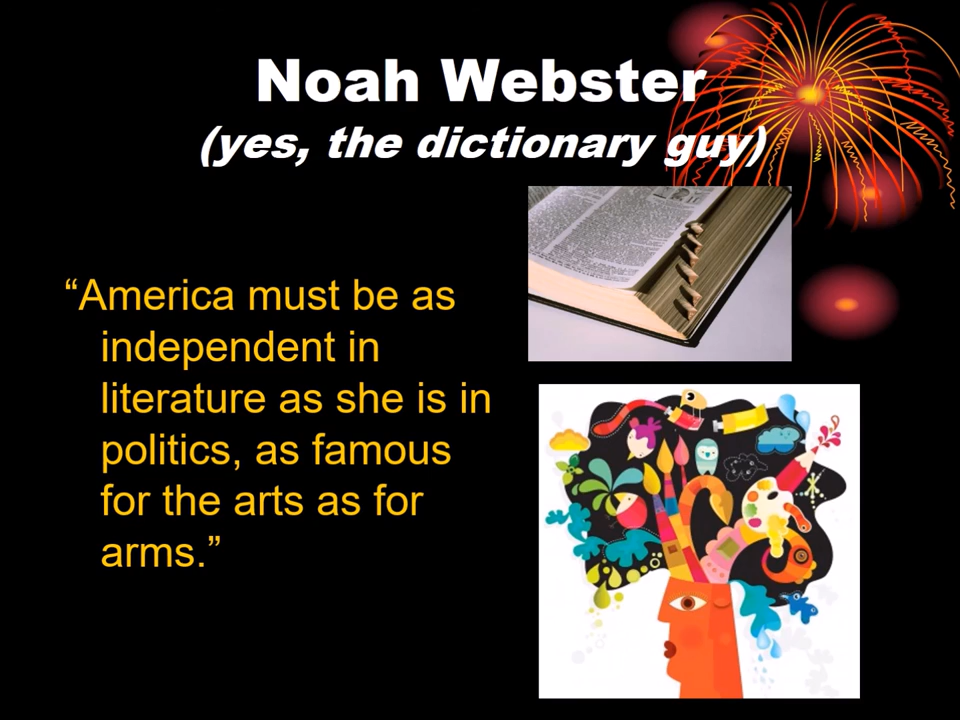 Noah Webster
(yes, the dictionary guy)
“America must be as
independent in
literature as she is in
politics, as famous
for the arts as for
arms.”